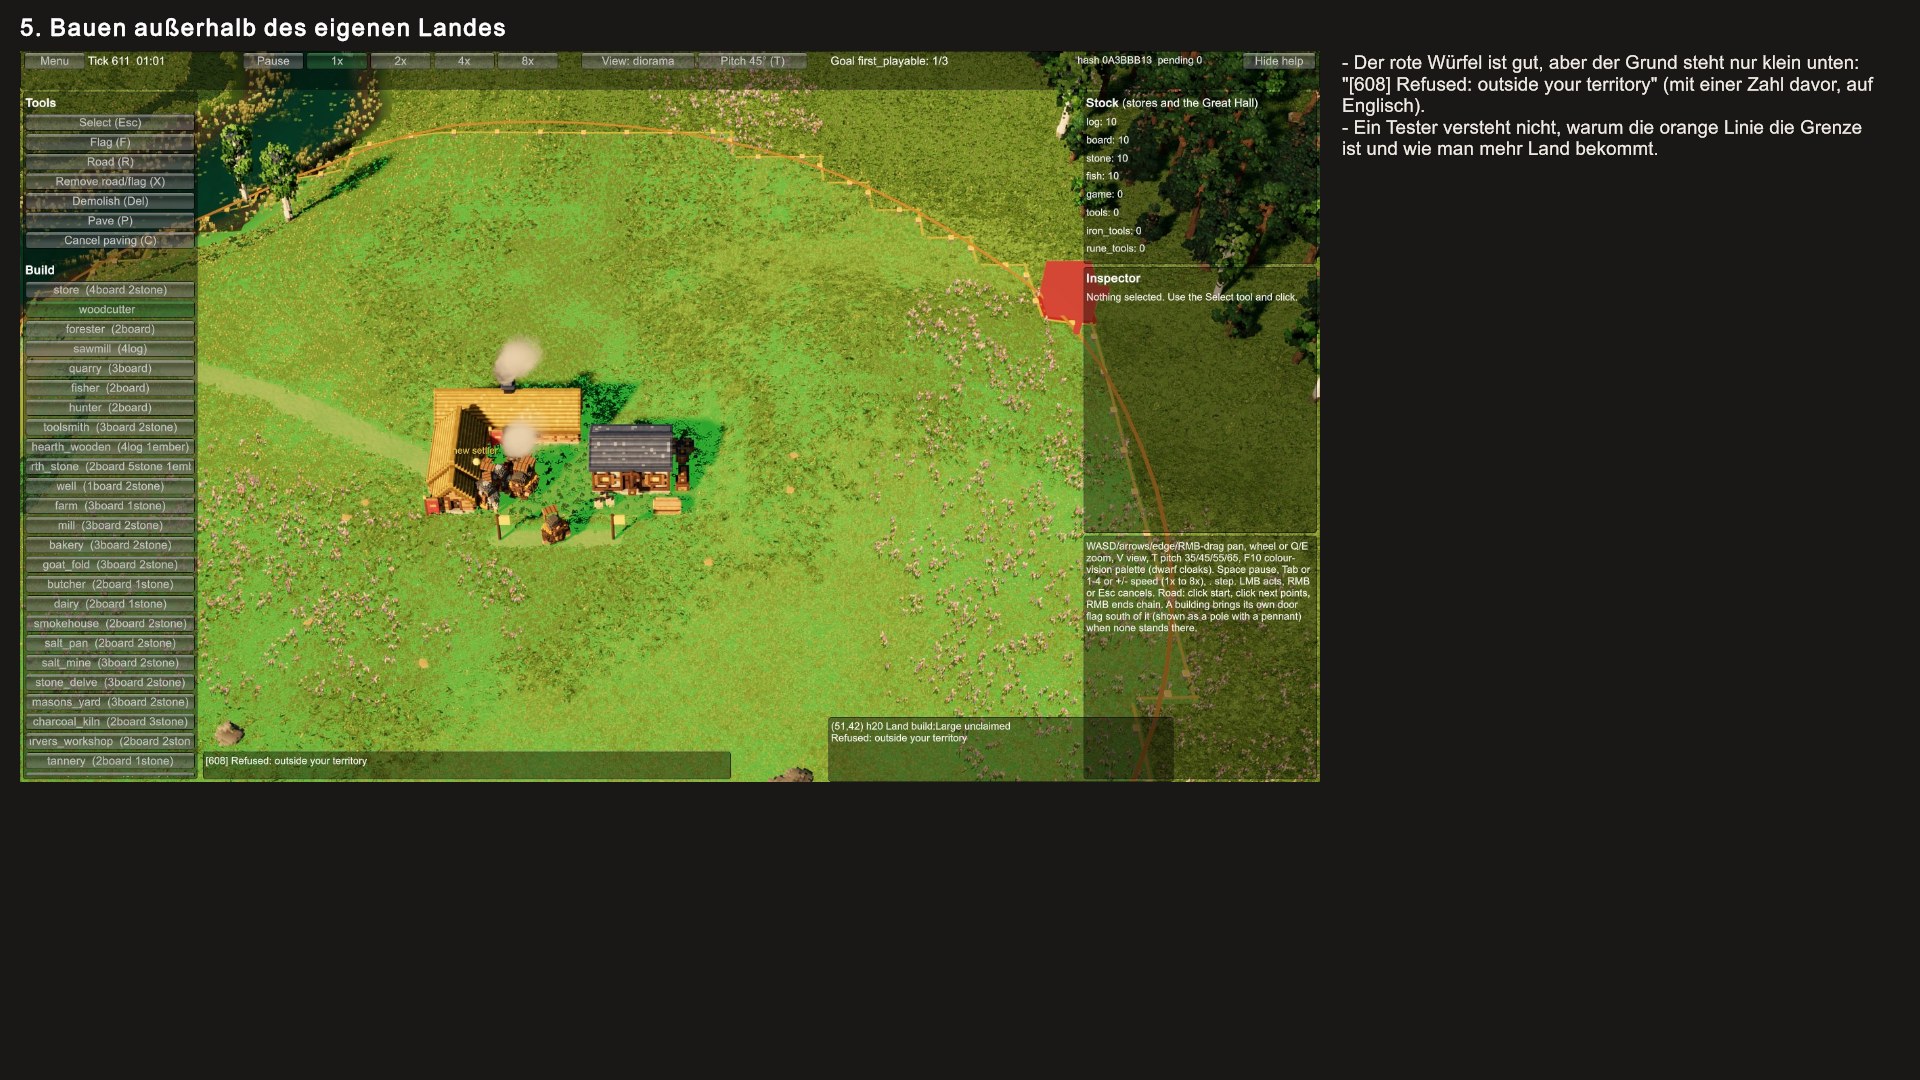 5. Bauen außerhalb des eigenen Landes
Menu Tick 611 01:01 Pause 1x 2x 4x 8x View: diorama Pitch 45° (T) Goal first_playable: 1/3 hash 0A3BBB13 pending 0 Hide help
Tools
Select (Esc)
Flag (F)
Road (R)
Remove road/flag (X)
Demolish (Del)
Pave (P)
Cancel paving (C)
Build
store (4board 2stone)
woodcutter
forester (2board)
sawmill (4log)
quarry (3board)
fisher (2board)
hunter (2board)
toolsmith (3board 2stone)
hearth_wooden (4log 1ember)
rth_stone (2board 5stone 1eml
well (1board 2stone)
farm (3board 1stone)
mill (3board 2stone)
bakery (3board 2stone)
goat_fold (3board 2stone)
butcher (2board 1stone)
dairy (2board 1stone)
smokehouse (2board 2stone)
salt_pan (2board 2stone)
salt_mine (3board 2stone)
stone_delve (3board 2stone)
masons_yard (3board 2stone)
charcoal_kiln (2board 3stone)
irvers_workshop (2board 2ston
tannery (2board 1stone)
new settler
[608] Refused: outside your territory
(51,42) h20 Land build:Large unclaimed
Refused: outside your territory
Stock (stores and the Great Hall)
log: 10
board: 10
stone: 10
fish: 10
game: 0
tools: 0
iron_tools: 0
rune_tools: 0
Inspector
Nothing selected. Use the Select tool and click.
WASD/arrows/edge/RMB-drag pan, wheel or Q/E
zoom, V view, T pitch 35/45/55/65, F10 colour-
vision palette (dwarf cloaks). Space pause, Tab or
1-4 or +/- speed (1x to 8x), . step. LMB acts, RMB
or Esc cancels. Road: click start, click next points,
RMB ends chain. A building brings its own door
flag south of it (shown as a pole with a pennant)
when none stands there.
- Der rote Würfel ist gut, aber der Grund steht nur klein unten:
"[608] Refused: outside your territory" (mit einer Zahl davor, auf
Englisch).
- Ein Tester versteht nicht, warum die orange Linie die Grenze
ist und wie man mehr Land bekommt.